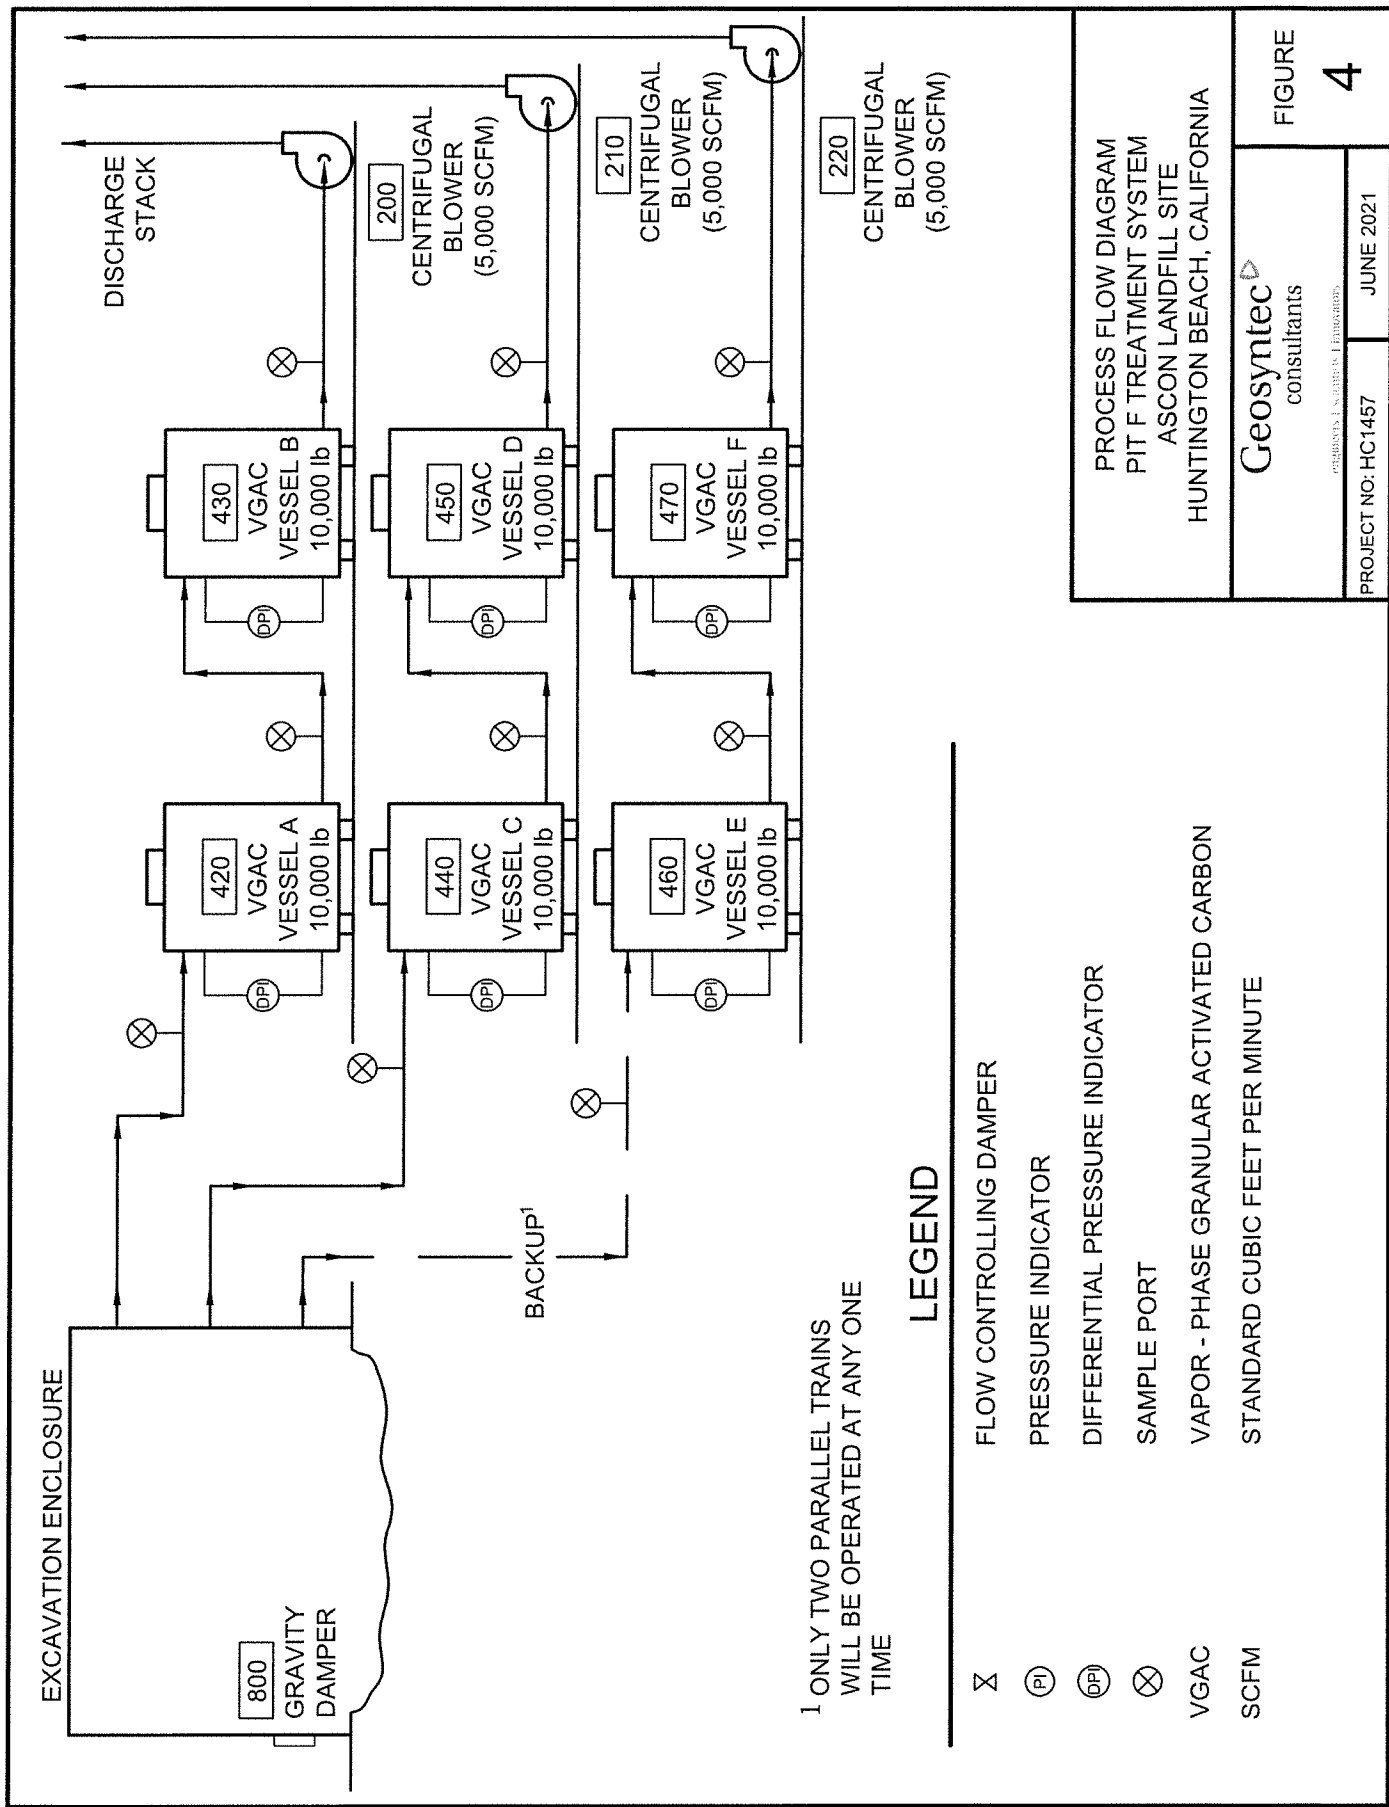 EXCAVATION ENCLOSURE
800
GRAVITY
DAMPER
BACKUP¹
DPI
420
VGAC
VESSEL A
10,000 lb
DPI
430
VGAC
VESSEL B
10,000 lb
DISCHARGE
STACK
200
CENTRIFUGAL
BLOWER
(5,000 SCFM)
DPI
440
VGAC
VESSEL C
10,000 lb
DPI
450
VGAC
VESSEL D
10,000 lb
210
CENTRIFUGAL
BLOWER
(5,000 SCFM)
DPI
460
VGAC
VESSEL E
10,000 lb
DPI
470
VGAC
VESSEL F
10,000 lb
220
CENTRIFUGAL
BLOWER
(5,000 SCFM)
1 ONLY TWO PARALLEL TRAINS
WILL BE OPERATED AT ANY ONE
TIME
LEGEND
FLOW CONTROLLING DAMPER
PI PRESSURE INDICATOR
DPI DIFFERENTIAL PRESSURE INDICATOR
SAMPLE PORT
VGAC VAPOR - PHASE GRANULAR ACTIVATED CARBON
SCFM STANDARD CUBIC FEET PER MINUTE
PROCESS FLOW DIAGRAM
PIT F TREATMENT SYSTEM
ASCON LANDFILL SITE
HUNTINGTON BEACH, CALIFORNIA
Geosyntec
consultants
PROJECT NO: HC1457
JUNE 2021
FIGURE
4